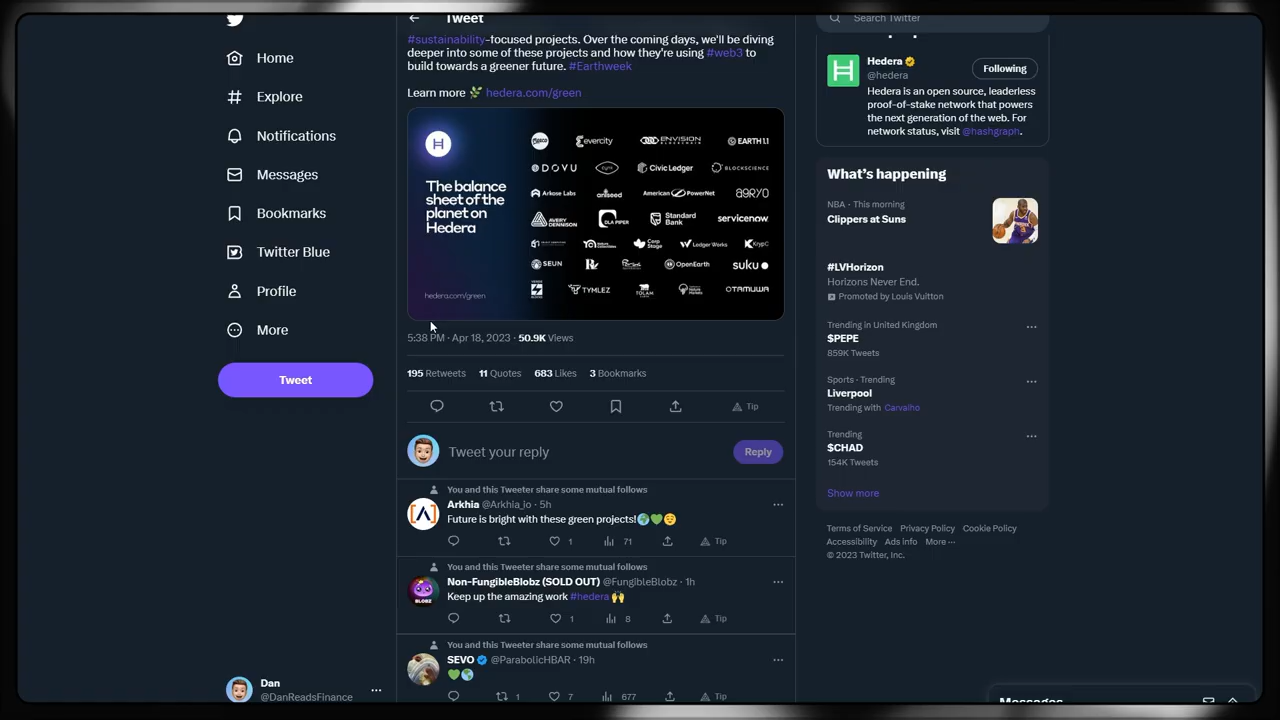 Home
Explore
Notifications
Messages
Bookmarks
Twitter Blue
Profile
More
Tweet
Dan
@DanReadsFinance
Tweet
#sustainability-focused projects. Over the coming days, we'll be diving
deeper into some of these projects and how they're using #web3 to
build towards a greener future. #Earthweek
Learn more 🌿 hedera.com/green
H
The balance
sheet of the
planet on
Hedera
hedera.com/green
evercity
ENVISION
EARTH 1.1
DOVU
Civic Ledger
BLOCKSCIENCE
Arkose Labs
aniseed
American PowerNet
AVERY
DENNISON
DLA PIPER
Standard
Bank
servicenow
Carp
Stage
Ledger Works
SEUN
OpenEarth
SUKU
TYMLEZ
TOLAM
TAMUWA
5:38 PM · Apr 18, 2023 · 50.9K Views
195 Retweets 11 Quotes 683 Likes 3 Bookmarks
Tip
Tweet your reply
Reply
You and this Tweeter share some mutual follows
Arkhia @Arkhia_io · 5h
Future is bright with these green projects!🌍💚😌
1 71 Tip
You and this Tweeter share some mutual follows
Non-FungibleBlobz (SOLD OUT) @FungibleBlobz · 1h
BLOBZ
Keep up the amazing work #hedera 🙌
1 8 Tip
You and this Tweeter share some mutual follows
SEVO @ParabolicHBAR · 19h
💚🌎
1 7 677 Tip
Search Twitter
Hedera
@hedera
Following
Hedera is an open source, leaderless
proof-of-stake network that powers
the next generation of the web. For
network status, visit @hashgraph.
What's happening
NBA · This morning
Clippers at Suns
#LVHorizon
Horizons Never End.
Promoted by Louis Vuitton
Trending in United Kingdom
$PEPE
859K Tweets
Sports · Trending
Liverpool
Trending with Carvalho
Trending
$CHAD
154K Tweets
Show more
Terms of Service Privacy Policy Cookie Policy
Accessibility Ads info More ···
© 2023 Twitter, Inc.
Messages